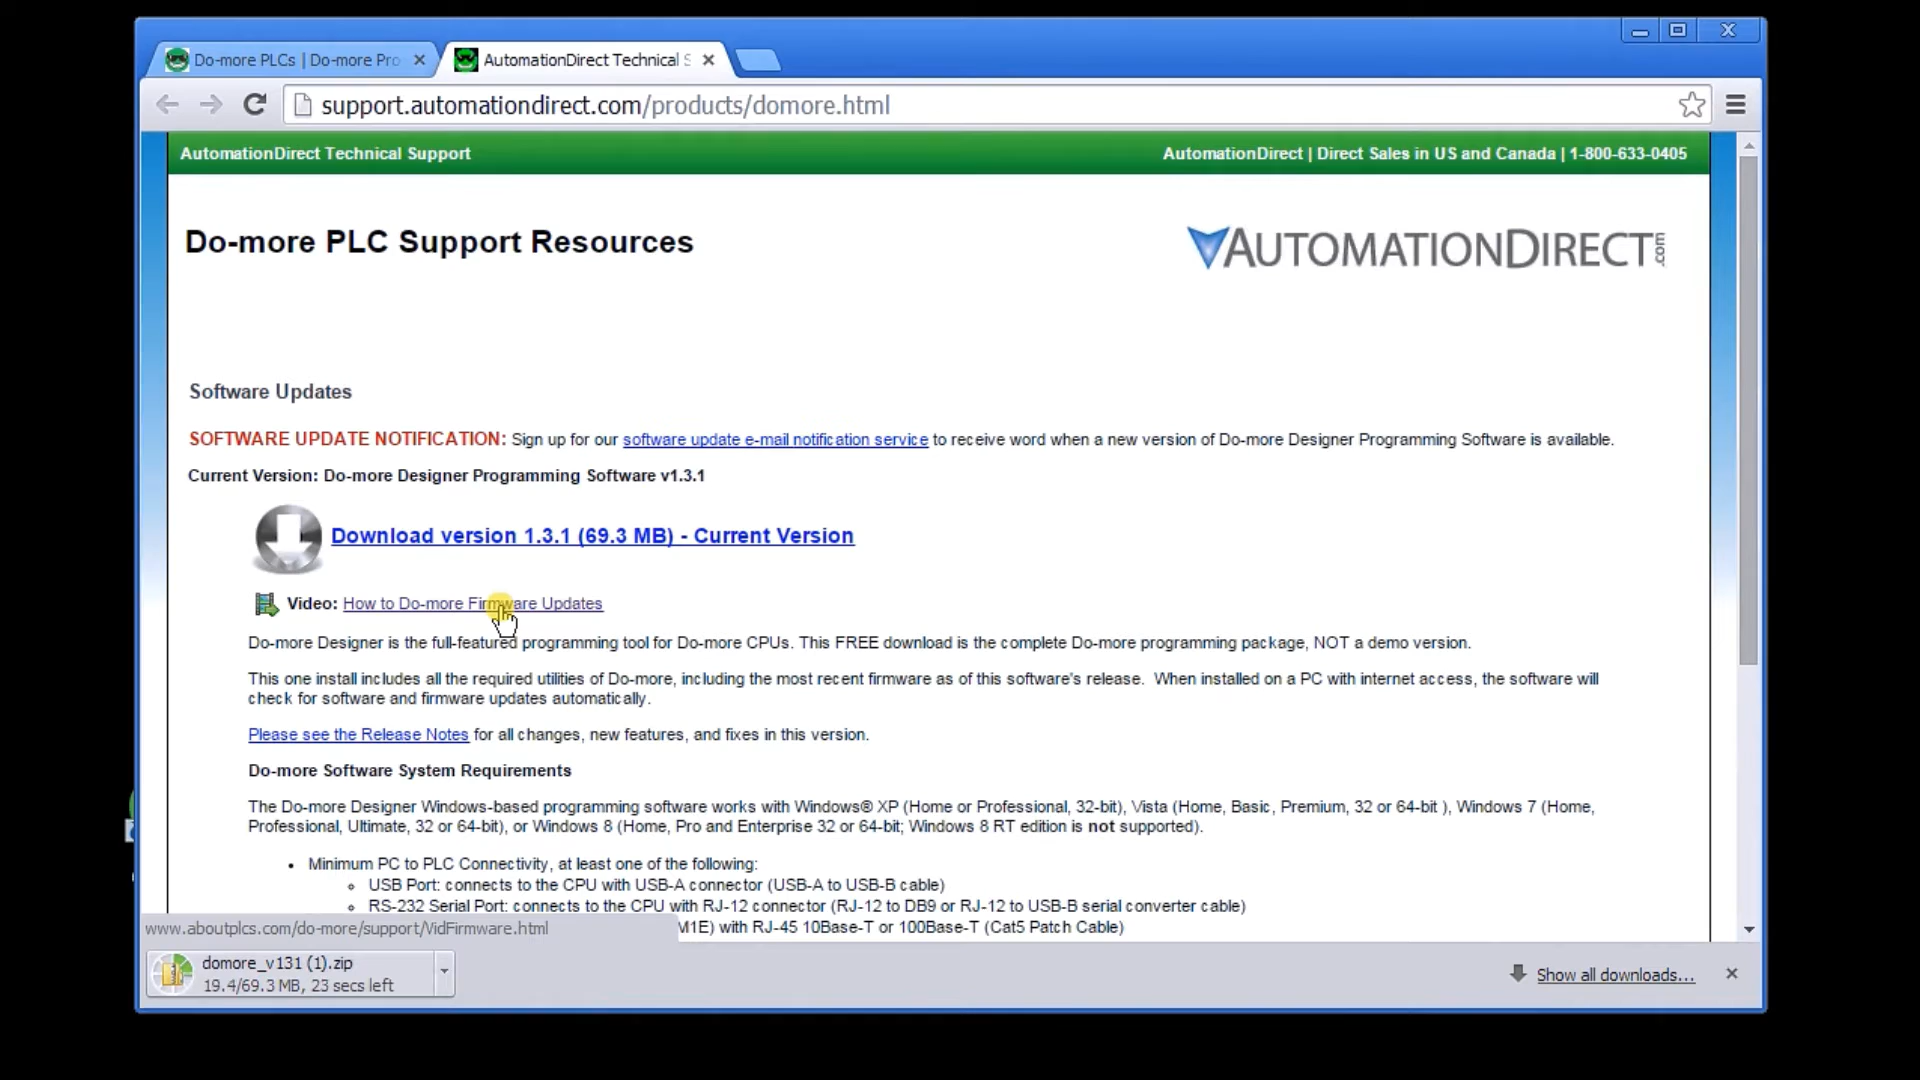 Do-more PLCs | Do-more Pro
AutomationDirect Technical S
support.automationdirect.com/products/domore.html
AutomationDirect Technical Support
AutomationDirect | Direct Sales in US and Canada | 1-800-633-0405
Do-more PLC Support Resources
AUTOMATIONDIRECT.com
Software Updates
SOFTWARE UPDATE NOTIFICATION: Sign up for our software update e-mail notification service to receive word when a new version of Do-more Designer Programming Software is available.
Current Version: Do-more Designer Programming Software v1.3.1
Download version 1.3.1 (69.3 MB) - Current Version
Video: How to Do-more Firmware Updates
Do-more Designer is the full-featured programming tool for Do-more CPUs. This FREE download is the complete Do-more programming package, NOT a demo version.
This one install includes all the required utilities of Do-more, including the most recent firmware as of this software's release. When installed on a PC with internet access, the software will
check for software and firmware updates automatically.
Please see the Release Notes for all changes, new features, and fixes in this version.
Do-more Software System Requirements
The Do-more Designer Windows-based programming software works with Windows® XP (Home or Professional, 32-bit), Vista (Home, Basic, Premium, 32 or 64-bit ), Windows 7 (Home,
Professional, Ultimate, 32 or 64-bit), or Windows 8 (Home, Pro and Enterprise 32 or 64-bit; Windows 8 RT edition is not supported).
Minimum PC to PLC Connectivity, at least one of the following:
USB Port: connects to the CPU with USB-A connector (USB-A to USB-B cable)
RS-232 Serial Port: connects to the CPU with RJ-12 connector (RJ-12 to DB9 or RJ-12 to USB-B serial converter cable)
M1E) with RJ-45 10Base-T or 100Base-T (Cat5 Patch Cable)
www.aboutplcs.com/do-more/support/VidFirmware.html
domore_v131 (1).zip
19.4/69.3 MB, 23 secs left
Show all downloads...